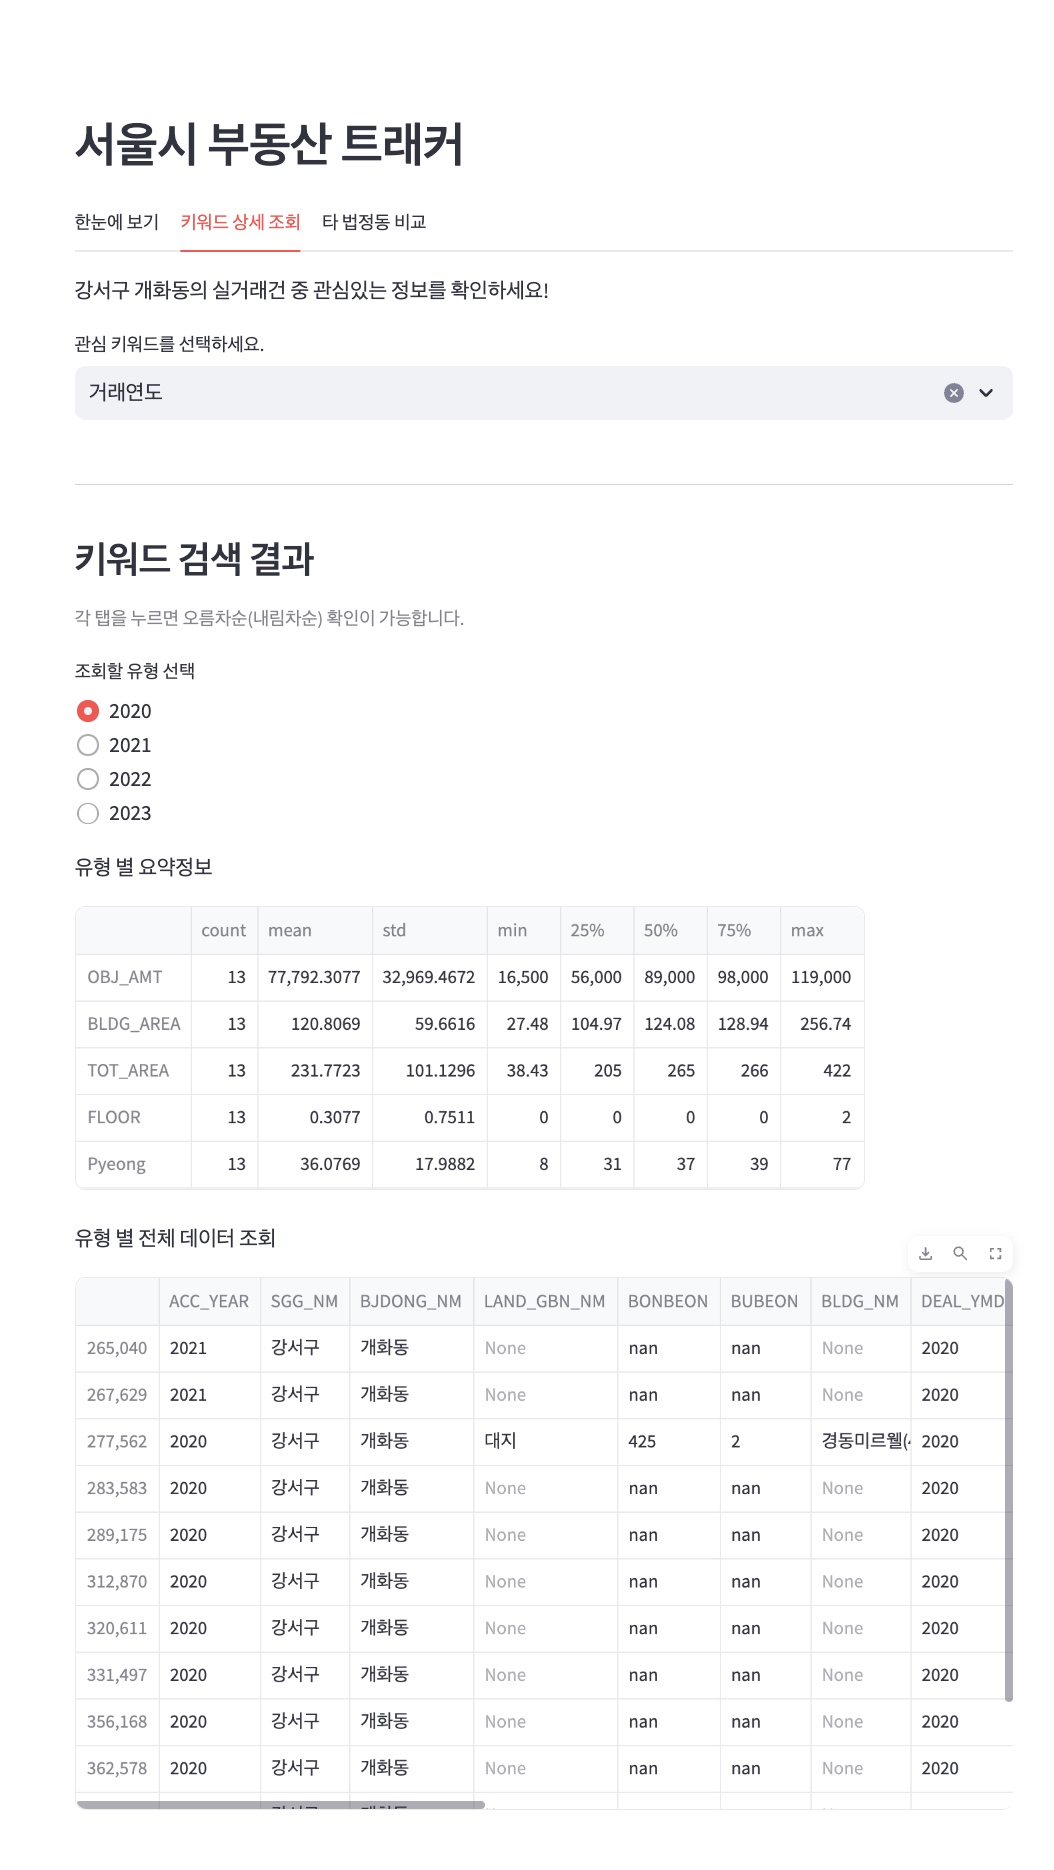 서울시 부동산 트래커
한눈에 보기 키워드 상세 조회 타 법정동 비교
강서구 개화동의 실거래건 중 관심있는 정보를 확인하세요!
관심 키워드를 선택하세요.
거래연도
키워드 검색 결과
각 탭을 누르면 오름차순(내림차순) 확인이 가능합니다.
조회할 유형 선택
2020
2021
2022
2023
유형 별 요약정보
count mean std min 25% 50% 75% max
OBJ_AMT 13 77,792.3077 32,969.4672 16,500 56,000 89,000 98,000 119,000
BLDG_AREA 13 120.8069 59.6616 27.48 104.97 124.08 128.94 256.74
TOT_AREA 13 231.7723 101.1296 38.43 205 265 266 422
FLOOR 13 0.3077 0.7511 0 0 0 0 2
Pyeong 13 36.0769 17.9882 8 31 37 39 77
유형 별 전체 데이터 조회
ACC_YEAR SGG_NM BJDONG_NM LAND_GBN_NM BONBEON BUBEON BLDG_NM DEAL_YMD
265,040 2021 강서구 개화동 None nan nan None 2020
267,629 2021 강서구 개화동 None nan nan None 2020
277,562 2020 강서구 개화동 대지 425 2 경동미르웰( 2020
283,583 2020 강서구 개화동 None nan nan None 2020
289,175 2020 강서구 개화동 None nan nan None 2020
312,870 2020 강서구 개화동 None nan nan None 2020
320,611 2020 강서구 개화동 None nan nan None 2020
331,497 2020 강서구 개화동 None nan nan None 2020
356,168 2020 강서구 개화동 None nan nan None 2020
362,578 2020 강서구 개화동 None nan nan None 2020